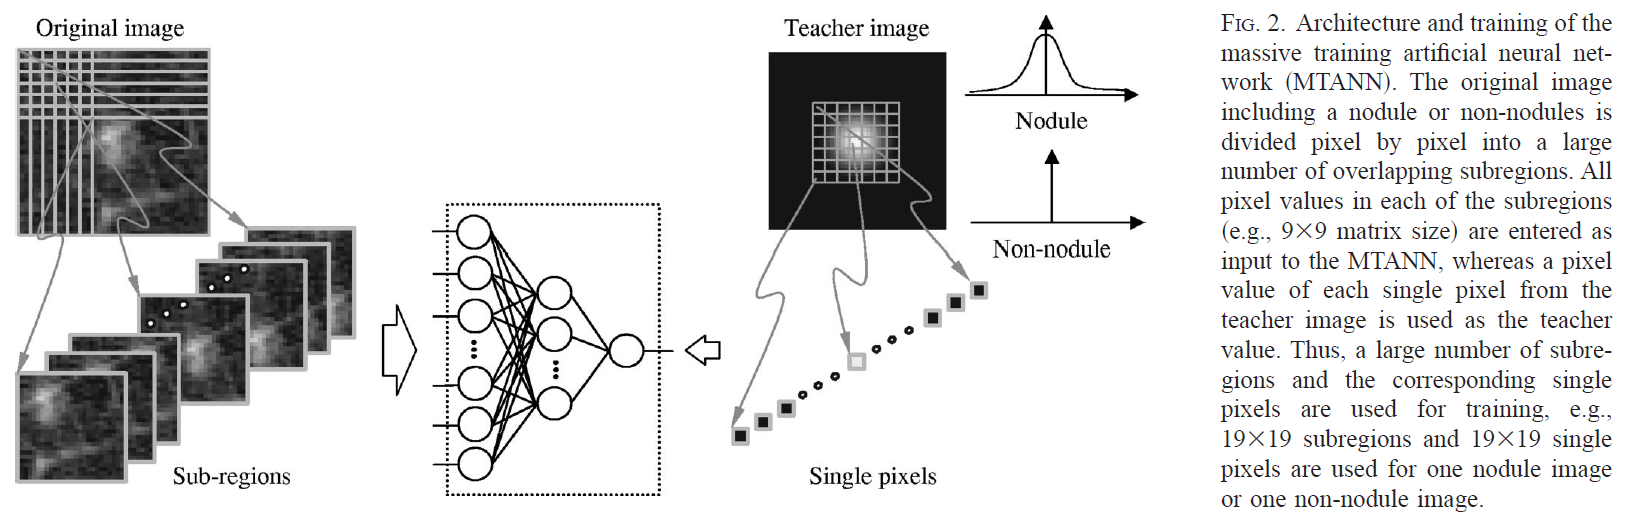 Original image
Teacher image
Nodule
Non-nodule
Sub-regions
Single pixels
FIG. 2. Architecture and training of the
massive training artificial neural net-
work (MTANN). The original image
including a nodule or non-nodules is
divided pixel by pixel into a large
number of overlapping subregions. All
pixel values in each of the subregions
(e.g., 9×9 matrix size) are entered as
input to the MTANN, whereas a pixel
value of each single pixel from the
teacher image is used as the teacher
value. Thus, a large number of subre-
gions and the corresponding single
pixels are used for training, e.g.,
19×19 subregions and 19×19 single
pixels are used for one nodule image
or one non-nodule image.